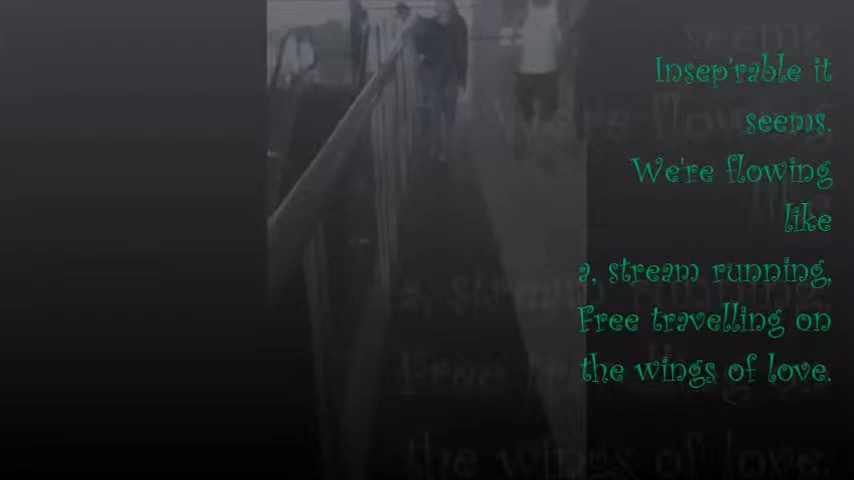 Insep'rable it
seems.
We're flowing
like
a, stream running,
Free travelling on
the wings of love.